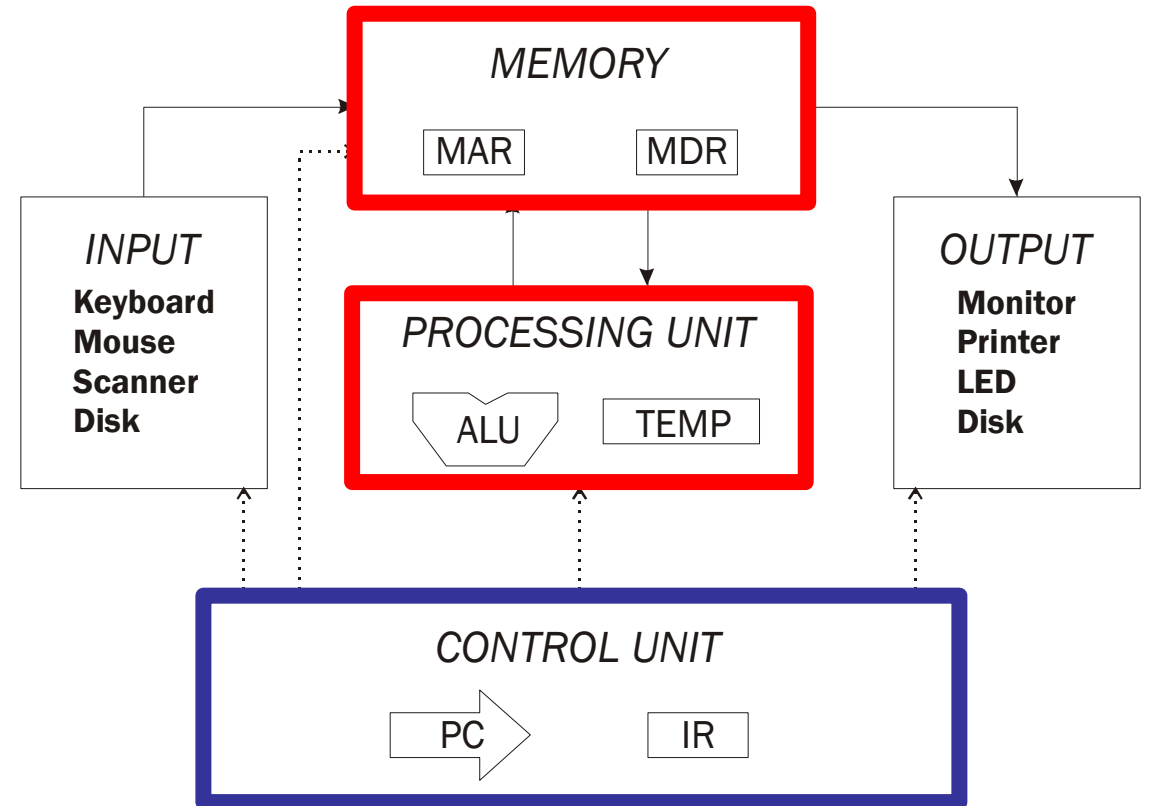 MEMORY
MAR MDR
INPUT
Keyboard
Mouse
Scanner
Disk
PROCESSING UNIT
ALU TEMP
OUTPUT
Monitor
Printer
LED
Disk
CONTROL UNIT
PC IR